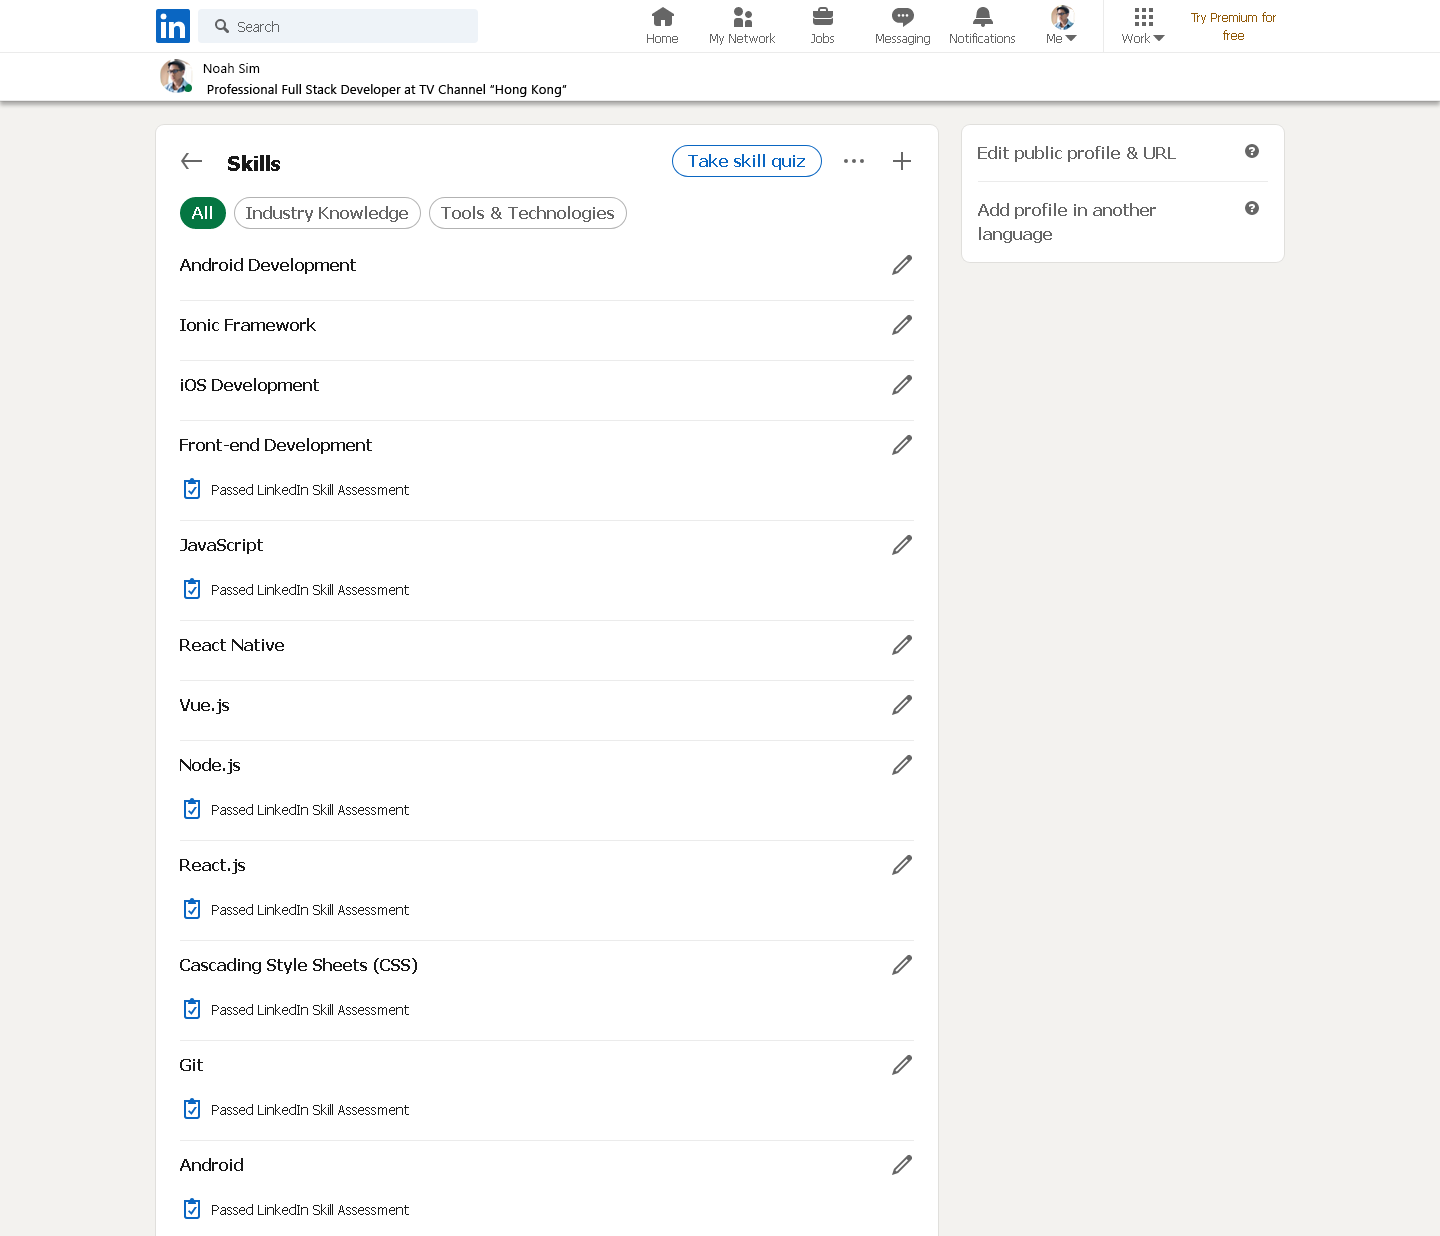 in
Search
Home
My Network
Jobs
Messaging
Notifications
Me
Work
Try Premium for
free
Noah Sim
Professional Full Stack Developer at TV Channel “Hong Kong”
Skills
Take skill quiz
All
Industry Knowledge
Tools & Technologies
Android Development
Ionic Framework
iOS Development
Front-end Development
Passed LinkedIn Skill Assessment
JavaScript
Passed LinkedIn Skill Assessment
React Native
Vue.js
Node.js
Passed LinkedIn Skill Assessment
React.js
Passed LinkedIn Skill Assessment
Cascading Style Sheets (CSS)
Passed LinkedIn Skill Assessment
Git
Passed LinkedIn Skill Assessment
Android
Passed LinkedIn Skill Assessment
Edit public profile & URL
Add profile in another
language